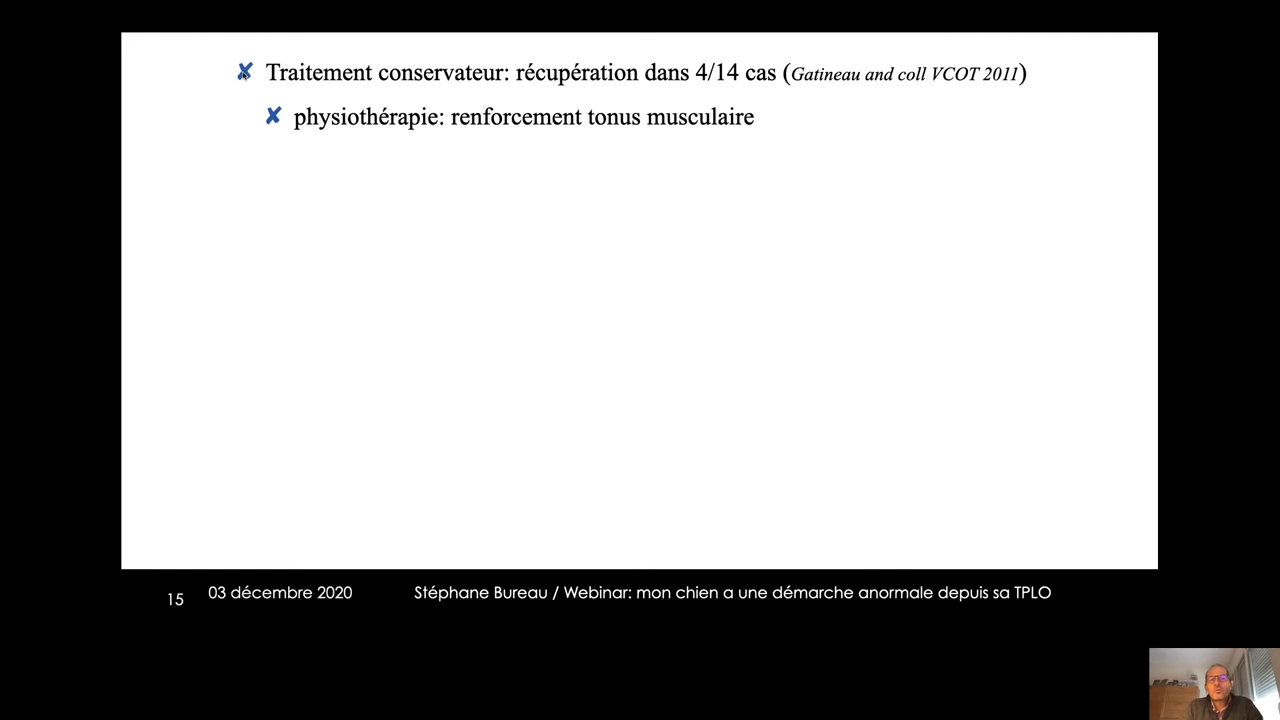 ✘ Traitement conservateur: récupération dans 4/14 cas (Gatineau and coll VCOT 2011)
✘ physiothérapie: renforcement tonus musculaire
15 03 décembre 2020 Stéphane Bureau / Webinar: mon chien a une démarche anormale depuis sa TPLO